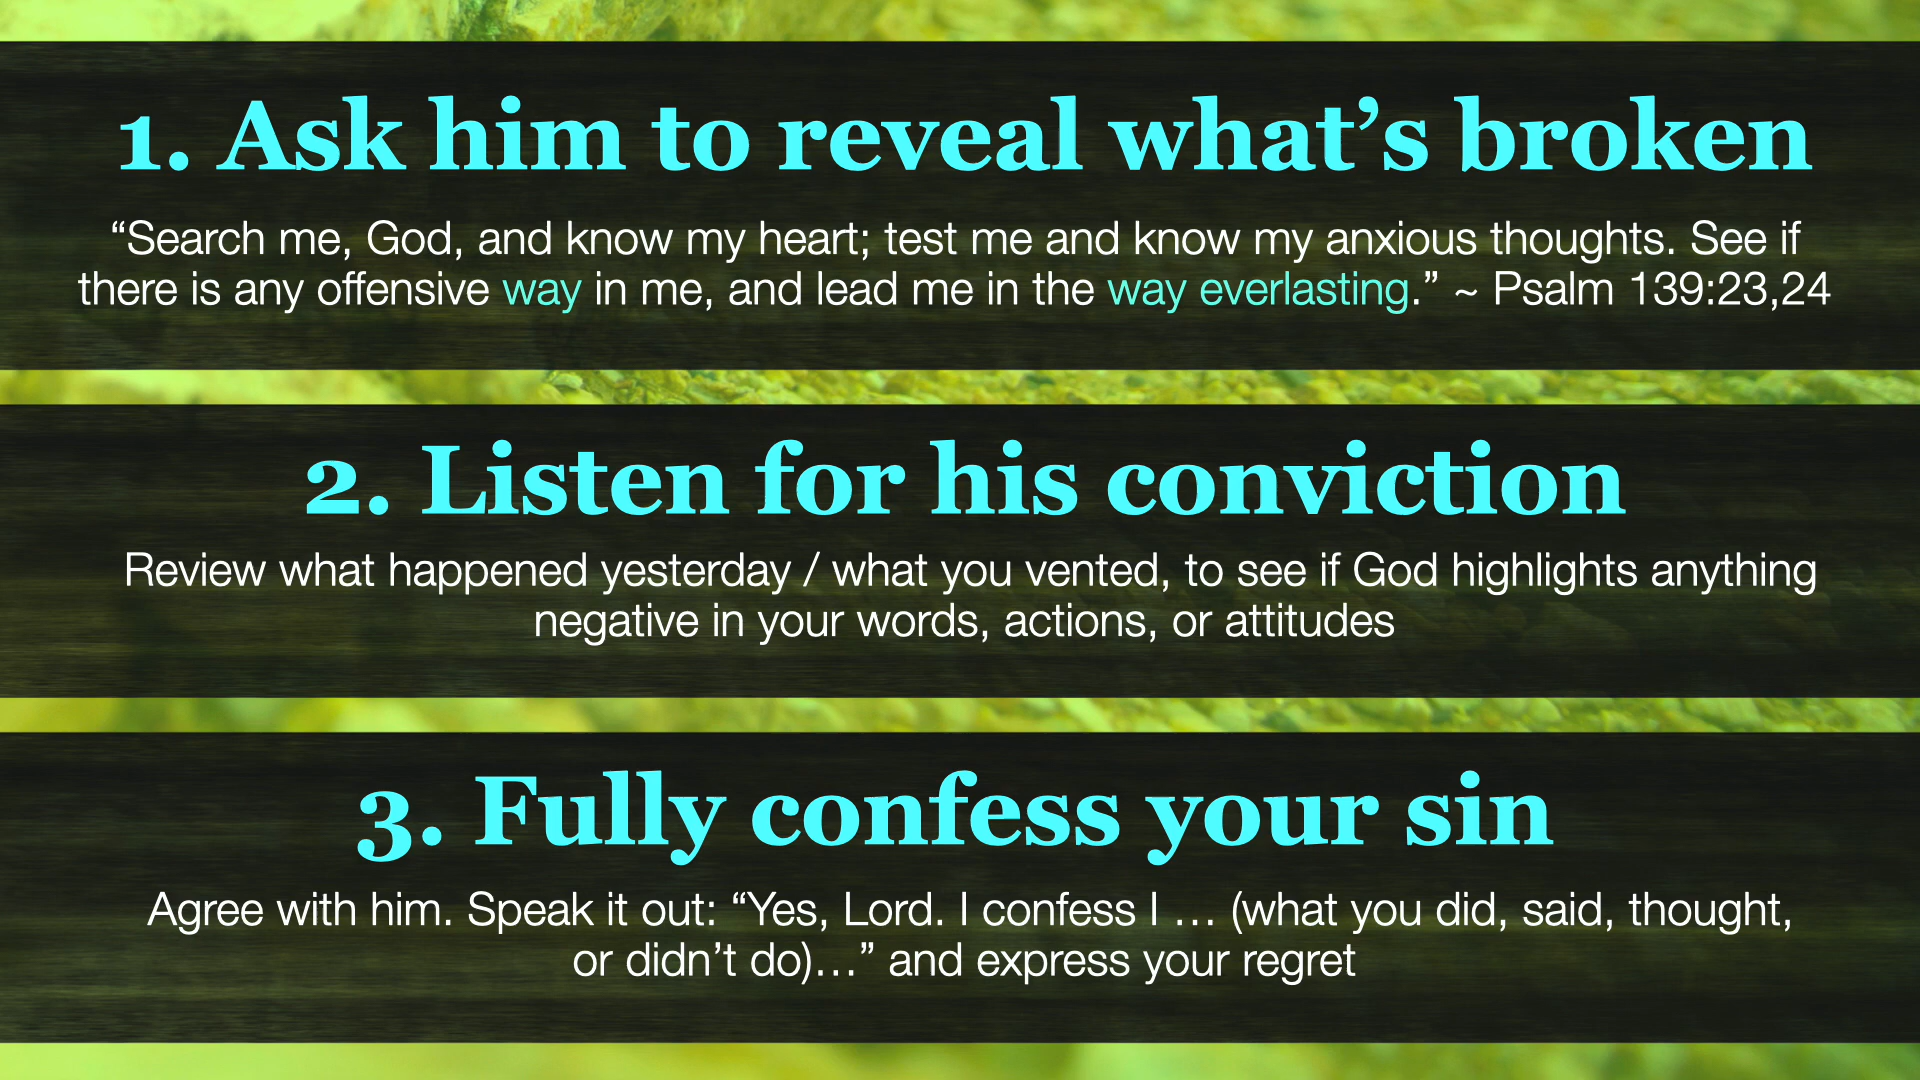 1. Ask him to reveal what’s broken
“Search me, God, and know my heart; test me and know my anxious thoughts. See if
there is any offensive way in me, and lead me in the way everlasting.” ~ Psalm 139:23,24
2. Listen for his conviction
Review what happened yesterday / what you vented, to see if God highlights anything
negative in your words, actions, or attitudes
3. Fully confess your sin
Agree with him. Speak it out: “Yes, Lord. I confess I … (what you did, said, thought,
or didn’t do)…” and express your regret